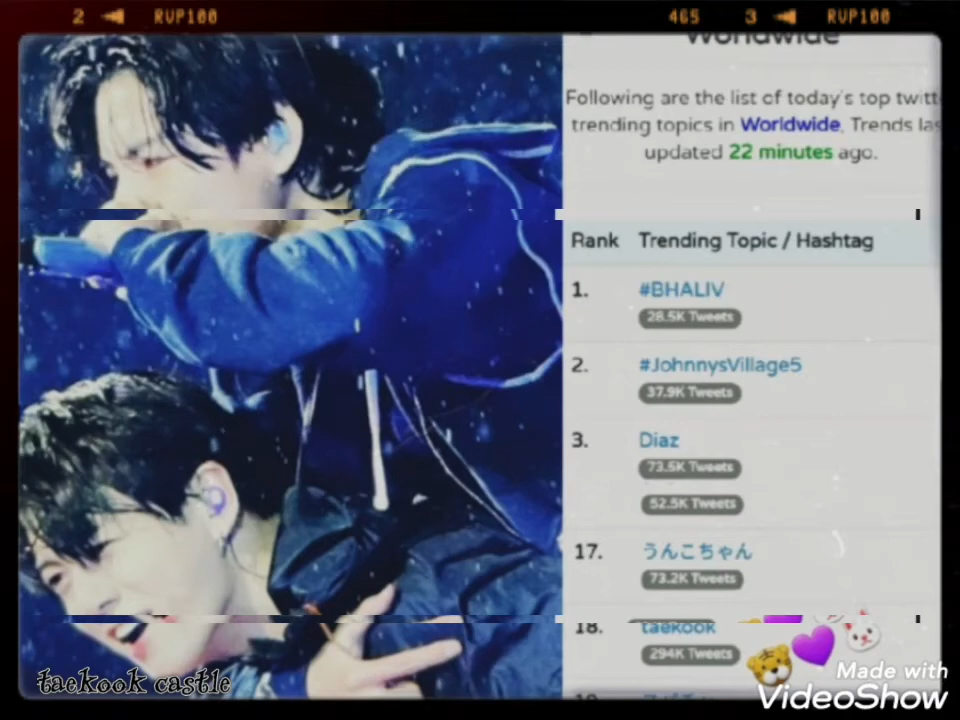 2 RVP100
4G5 3 RVP100
Worldwide
Following are the list of today's top twitt
trending topics in Worldwide. Trends las
updated 22 minutes ago.
Rank Trending Topic / Hashtag
1. #BHALIV
28.5K Tweets
2. #JohnnysVillage5
37.9K Tweets
3. Diaz
73.5K Tweets
52.5K Tweets
17. うんこちゃん
73.2K Tweets
18. taekook
294K Tweets
taekook castle
Made with
VideoShow